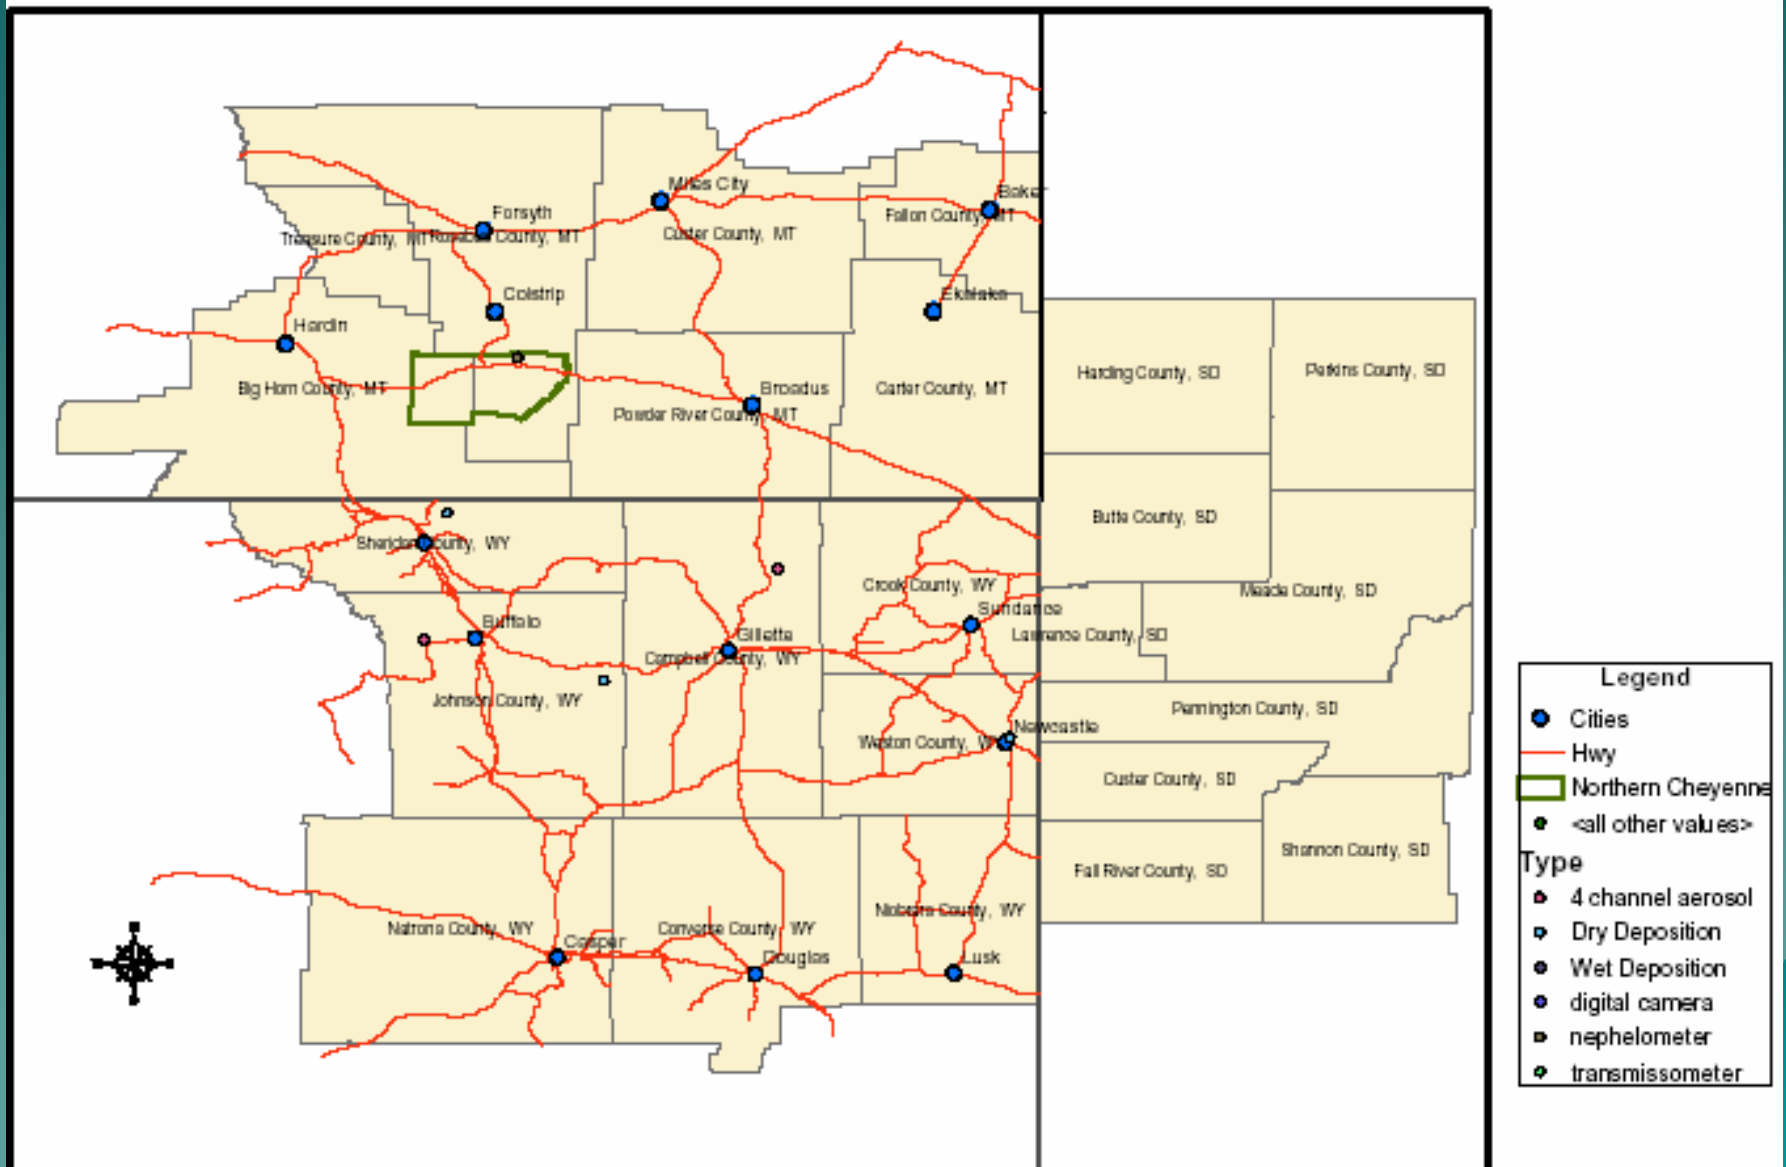 Miles City
Baker
Forsyth
Fallon County, MT
Treasure County, MT
Rosebud County, MT
Custer County, MT
Colstrip
Ekalaka
Hardin
Harding County, SD
Perkins County, SD
Big Horn County, MT
Broadus
Carter County, MT
Powder River County, MT
Butte County, SD
Sheridan County, WY
Crook County, WY
Meade County, SD
Sundance
Buffalo
Gillette
Lawrence County, SD
Campbell County, WY
Johnson County, WY
Pennington County, SD
Newcastle
Weston County, WY
Custer County, SD
Shannon County, SD
Fall River County, SD
Niobrara County, WY
Natrona County, WY
Converse County, WY
Casper
Douglas
Lusk
Legend
Cities
Hwy
Northern Cheyenne
<all other values>
Type
4 channel aerosol
Dry Deposition
Wet Deposition
digital camera
nephelometer
transmissometer